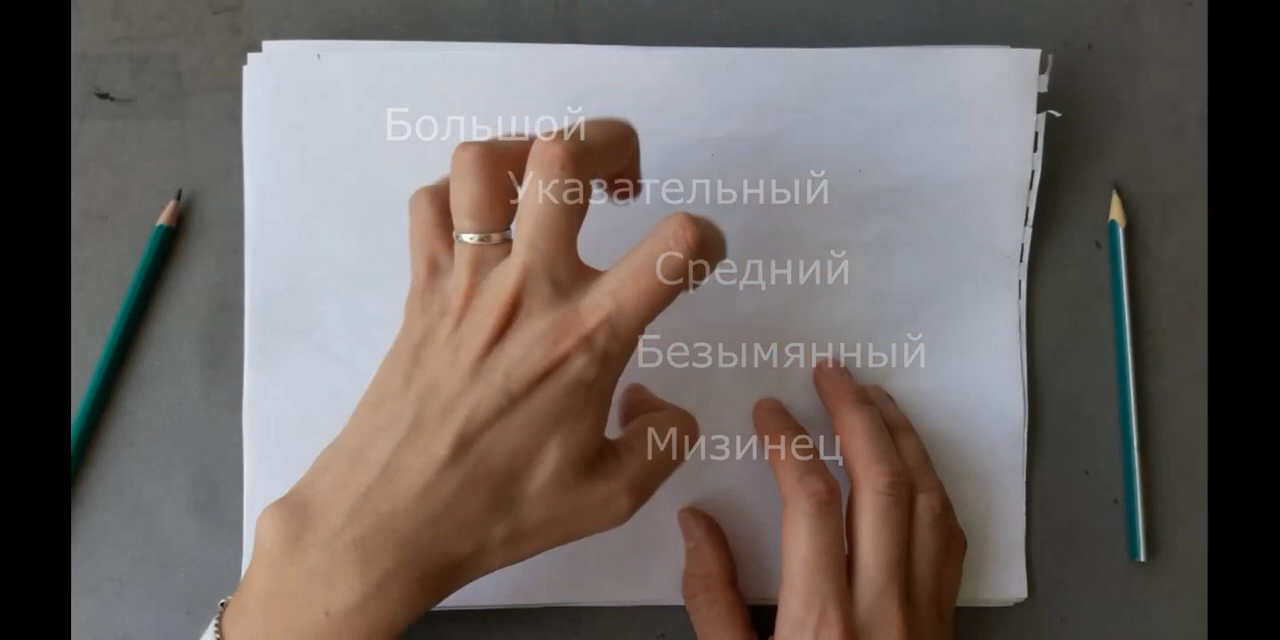 Большой
Указательный
Средний
Безымянный
Мизинец